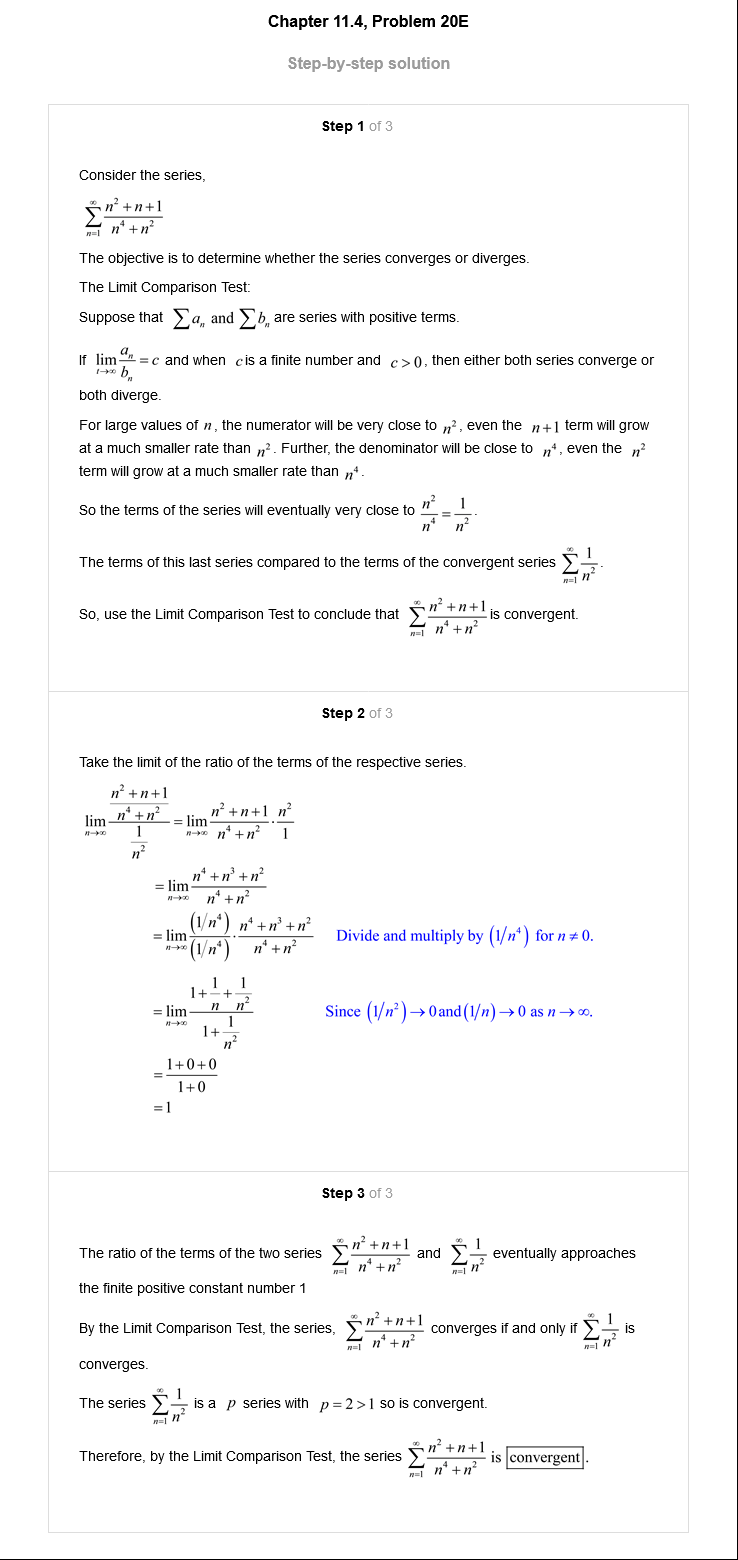 Chapter 11.4, Problem 20E
Step-by-step solution
Step 1 of 3
Consider the series,
$\sum_{n=1}^{\infty} \frac{n^2+n+1}{n^4+n^2}$
The objective is to determine whether the series converges or diverges.
The Limit Comparison Test:
Suppose that $\sum a_n$ and $\sum b_n$ are series with positive terms.
If $\lim_{t\to\infty} \frac{a_n}{b_n} = c$ and when $c$ is a finite number and $c > 0$, then either both series converge or
both diverge.
For large values of $n$, the numerator will be very close to $n^2$, even the $n+1$ term will grow
at a much smaller rate than $n^2$. Further, the denominator will be close to $n^4$, even the $n^2$
term will grow at a much smaller rate than $n^4$.
So the terms of the series will eventually very close to $\frac{n^2}{n^4} = \frac{1}{n^2}$.
The terms of this last series compared to the terms of the convergent series $\sum_{n=1}^{\infty} \frac{1}{n^2}$.
So, use the Limit Comparison Test to conclude that $\sum_{n=1}^{\infty} \frac{n^2+n+1}{n^4+n^2}$ is convergent.
Step 2 of 3
Take the limit of the ratio of the terms of the respective series.
$\lim_{n\to\infty} \frac{\frac{n^2+n+1}{n^4+n^2}}{\frac{1}{n^2}} = \lim_{n\to\infty} \frac{n^2+n+1}{n^4+n^2} \cdot \frac{n^2}{1}$
$= \lim_{n\to\infty} \frac{n^4+n^3+n^2}{n^4+n^2}$
$= \lim_{n\to\infty} \frac{(1/n^4)}{(1/n^4)} \cdot \frac{n^4+n^3+n^2}{n^4+n^2}$ Divide and multiply by $(1/n^4)$ for $n \neq 0$.
$= \lim_{n\to\infty} \frac{1+\frac{1}{n}+\frac{1}{n^2}}{1+\frac{1}{n^2}}$ Since $(1/n^2) \to 0$ and $(1/n) \to 0$ as $n \to \infty$.
$= \frac{1+0+0}{1+0}$
$= 1$
Step 3 of 3
The ratio of the terms of the two series $\sum_{n=1}^{\infty} \frac{n^2+n+1}{n^4+n^2}$ and $\sum_{n=1}^{\infty} \frac{1}{n^2}$ eventually approaches
the finite positive constant number 1
By the Limit Comparison Test, the series, $\sum_{n=1}^{\infty} \frac{n^2+n+1}{n^4+n^2}$ converges if and only if $\sum_{n=1}^{\infty} \frac{1}{n^2}$ is
converges.
The series $\sum_{n=1}^{\infty} \frac{1}{n^2}$ is a $p$ series with $p = 2 > 1$ so is convergent.
Therefore, by the Limit Comparison Test, the series $\sum_{n=1}^{\infty} \frac{n^2+n+1}{n^4+n^2}$ is convergent.